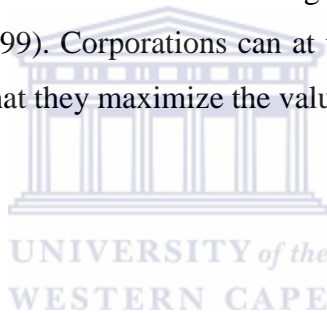 99). Corporations can at
hat they maximize the valu
UNIVERSITY of the
WESTERN CAPE